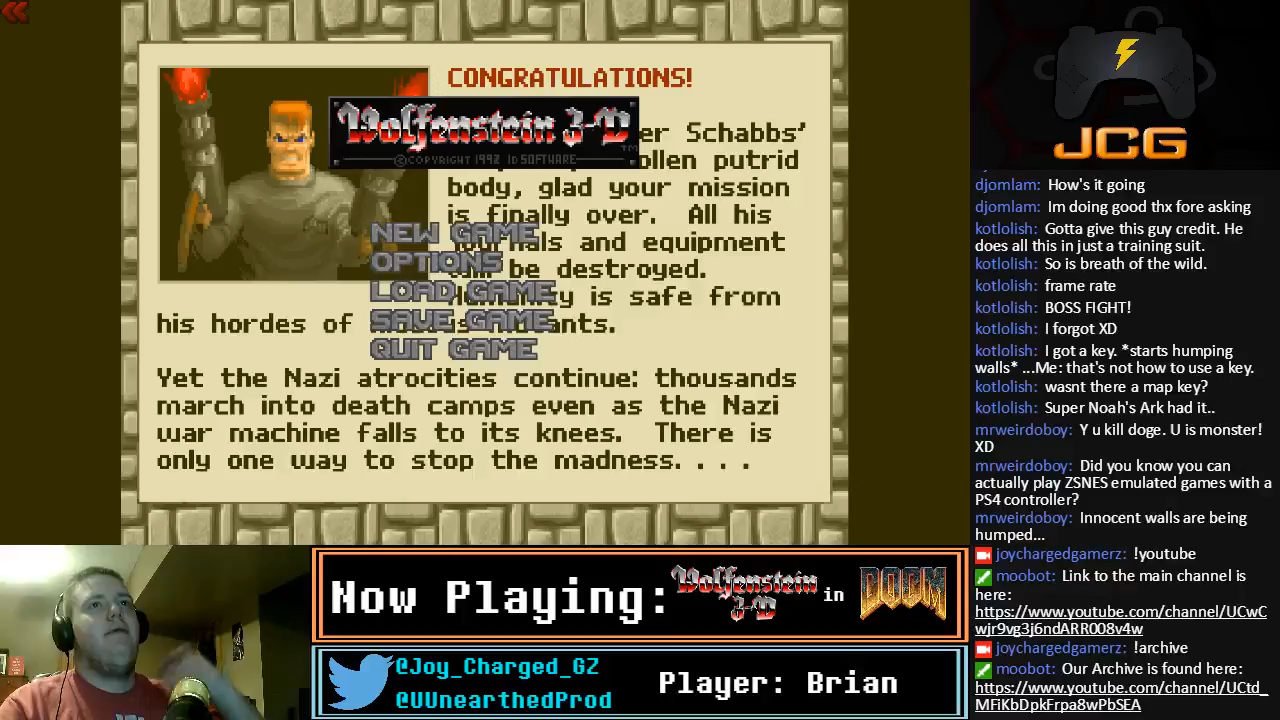 CONGRATULATIONS!
Wolfenstein 3-D
©COPYRIGHT 1992 ID SOFTWARE
TM
er Schabbs'
ollen putrid
body, glad your mission
is finally over. All his
and equipment
be destroyed.
is safe from
his hordes of
NEW GAME
OPTIONS
LOAD GAME
SAVE GAME
QUIT GAME
Yet the Nazi atrocities continue: thousands
march into death camps even as the Nazi
war machine falls to its knees. There is
only one way to stop the madness. . . .
Now Playing: Wolfenstein 3-D in DOOM
@Joy_Charged_GZ
@UUnearthedProd
Player: Brian
JCG
djomlam: How's it going
djomlam: Im doing good thx fore asking
kotlolish: Gotta give this guy credit. He
does all this in just a training suit.
kotlolish: So is breath of the wild.
kotlolish: frame rate
kotlolish: BOSS FIGHT!
kotlolish: I forgot XD
kotlolish: I got a key. *starts humping
walls* ...Me: that's not how to use a key.
kotlolish: wasnt there a map key?
kotlolish: Super Noah's Ark had it..
mrweirdoboy: Y u kill doge. U is monster!
XD
mrweirdoboy: Did you know you can
actually play ZSNES emulated games with a
PS4 controller?
mrweirdoboy: Innocent walls are being
humped...
joychargedgamerz: !youtube
moobot: Link to the main channel is
here:
https://www.youtube.com/channel/UCwC
wjr9vg3j6ndARR008v4w
joychargedgamerz: !archive
moobot: Our Archive is found here:
https://www.youtube.com/channel/UCtd_
MFiKbDpkFrpa8wPbSEA